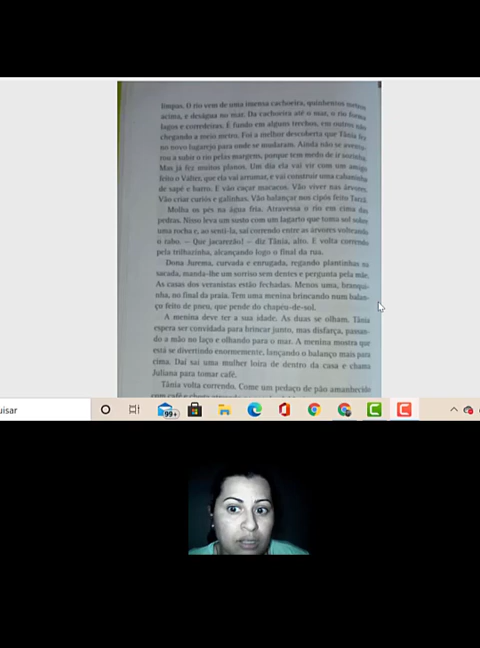 limpas. O rio vem de uma imensa cachoeira, quinhentos metros
acima, e deságua no mar. Da cachoeira até o mar, o rio forma
lagos e corredeiras. É fundo em alguns trechos, em outros não
chegando a meio metro. Foi a melhor descoberta que Tânia fez
no novo lugarejo para onde se mudaram. Ainda não se aventu-
rou a subir o rio pelas margens, porque tem medo de ir sozinha.
Mas já fez muitos planos. Um dia ela vai vir com um amigo
feito o Válter, que ela vai arrumar, e vai construir uma cabaninha
de sapé e barro. E vão caçar macacos. Vão viver nas árvores.
Vão criar curiós e galinhas. Vão balançar nos cipós feito Tarzã.
Molha os pés na água fria. Atravessa o rio em cima das
pedras. Nisso leva um susto com um lagarto que toma sol sobre
uma rocha e, ao senti-la, sai correndo entre as árvores volteando
o rabo. — Que jacarezão! — diz Tânia, alto. E volta correndo
pela trilhazinha, alcançando logo o final da rua.
Dona Jurema, curvada e enrugada, regando plantinhas na
sacada, manda-lhe um sorriso sem dentes e pergunta pela mãe.
As casas dos veranistas estão fechadas. Menos uma, branqui-
nha, no final da praia. Tem uma menina brincando num balan-
ço feito de pneu, que pende do chapéu-de-sol.
A menina deve ter a sua idade. As duas se olham. Tânia
espera ser convidada para brincar junto, mas disfarça, passan-
do a mão no laço e olhando para o mar. A menina mostra que
está se divertindo enormemente, lançando o balanço mais para
cima. Daí sai uma mulher loira de dentro da casa e chama
Juliana para tomar café.
Tânia volta correndo. Come um pedaço de pão amanhecido
com café e
uisar
99+